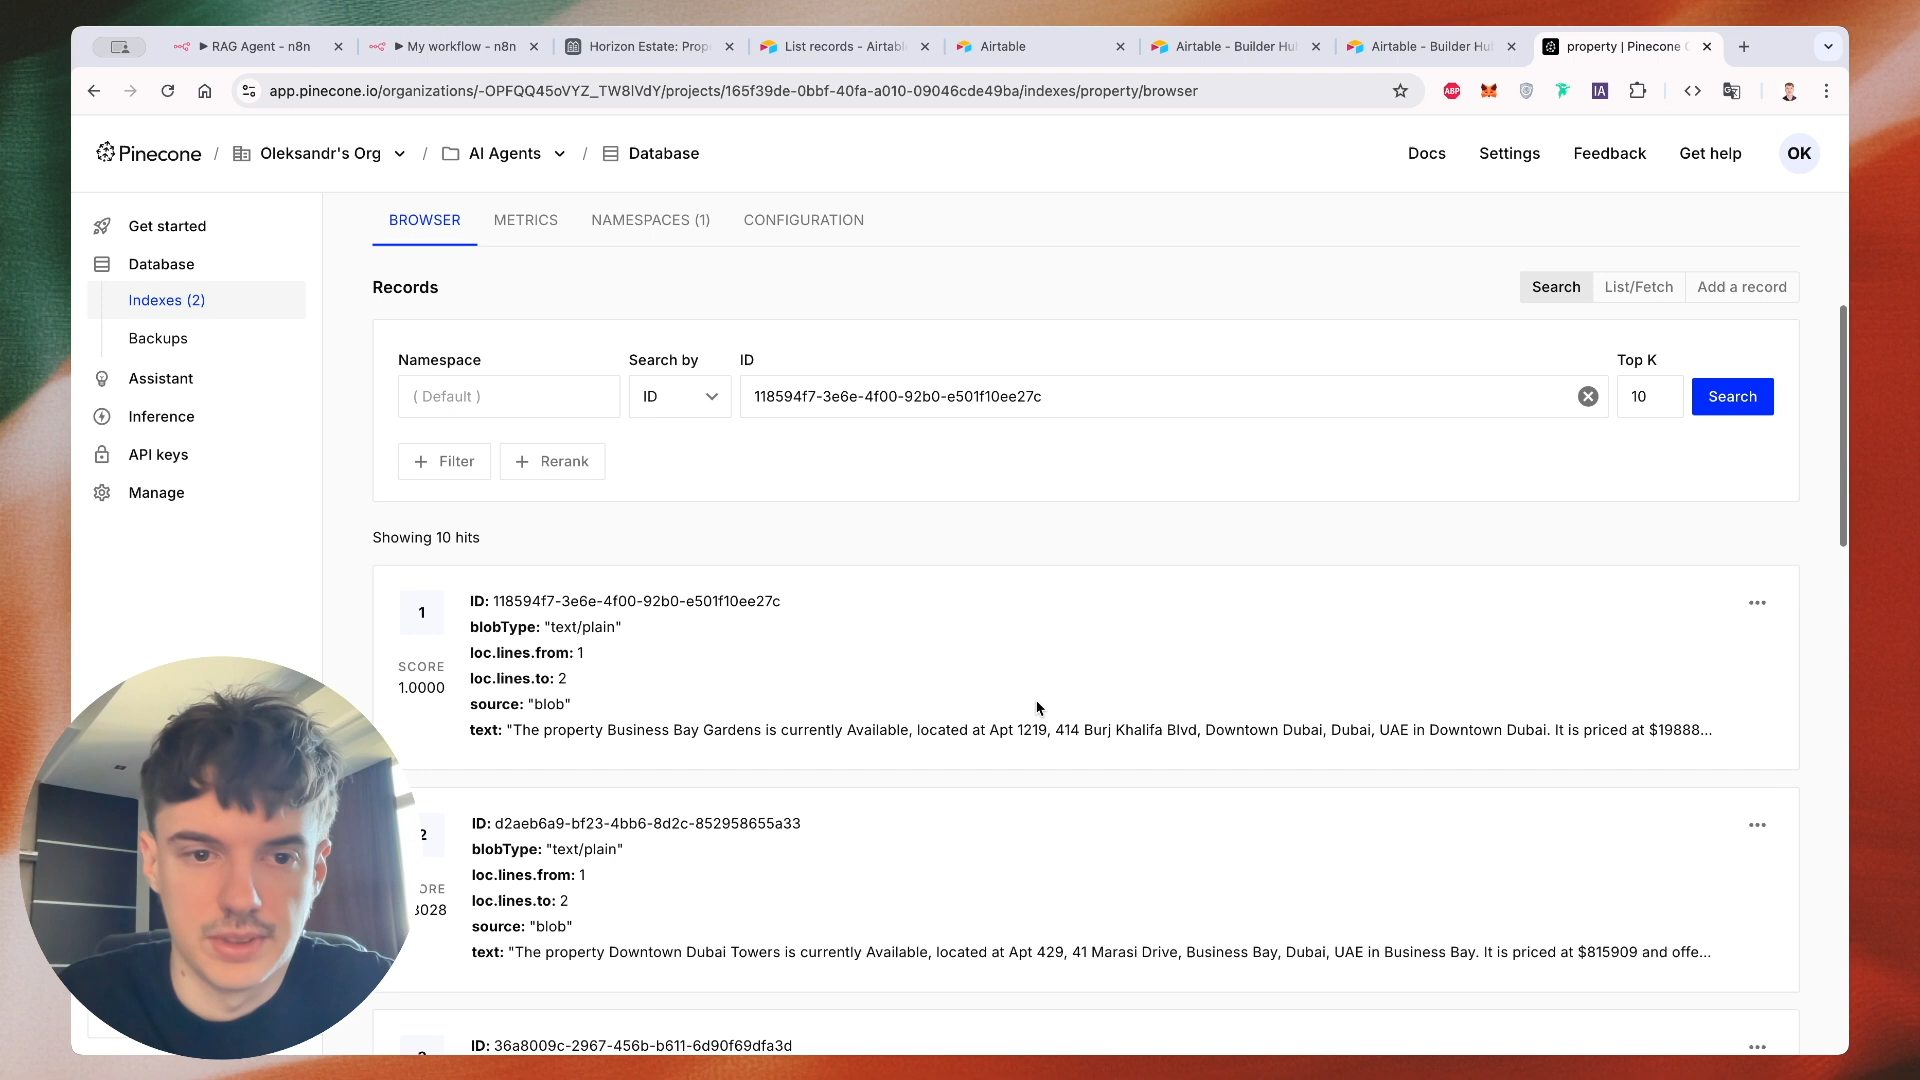 RAG Agent - n8n
My workflow - n8n
Horizon Estate: Prop
List records - Airtabl
Airtable
Airtable - Builder Hu
Airtable - Builder Hu
property | Pinecone C
app.pinecone.io/organizations/-OPFQQ45oVYZ_TW8lVdY/projects/165f39de-0bbf-40fa-a010-09046cde49ba/indexes/property/browser
ABP
IA
Pinecone / Oleksandr's Org / AI Agents / Database
Docs
Settings
Feedback
Get help
OK
Get started
Database
Indexes (2)
Backups
Assistant
Inference
API keys
Manage
BROWSER
METRICS
NAMESPACES (1)
CONFIGURATION
Records
Search
List/Fetch
Add a record
Namespace
Search by
ID
Top K
( Default )
ID
118594f7-3e6e-4f00-92b0-e501f10ee27c
10
Search
Filter
Rerank
Showing 10 hits
1
SCORE
1.0000
ID: 118594f7-3e6e-4f00-92b0-e501f10ee27c
blobType: "text/plain"
loc.lines.from: 1
loc.lines.to: 2
source: "blob"
text: "The property Business Bay Gardens is currently Available, located at Apt 1219, 414 Burj Khalifa Blvd, Downtown Dubai, Dubai, UAE in Downtown Dubai. It is priced at $19888...
2
ORE
3028
ID: d2aeb6a9-bf23-4bb6-8d2c-852958655a33
blobType: "text/plain"
loc.lines.from: 1
loc.lines.to: 2
source: "blob"
text: "The property Downtown Dubai Towers is currently Available, located at Apt 429, 41 Marasi Drive, Business Bay, Dubai, UAE in Business Bay. It is priced at $815909 and offe...
ID: 36a8009c-2967-456b-b611-6d90f69dfa3d